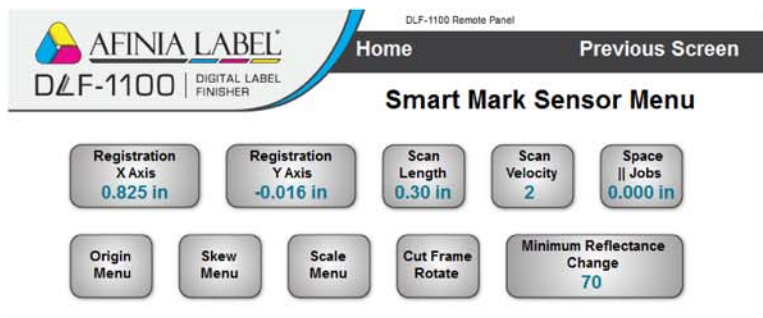 DLF-1100 Remote Panel
AFINIA LABEL
Home
Previous Screen
DLF-1100
DIGITAL LABEL
FINISHER
Smart Mark Sensor Menu
Registration
X Axis
0.825 in
Registration
Y Axis
-0.016 in
Scan
Length
0.30 in
Scan
Velocity
2
Space
|| Jobs
0.000 in
Origin
Menu
Skew
Menu
Scale
Menu
Cut Frame
Rotate
Minimum Reflectance
Change
70